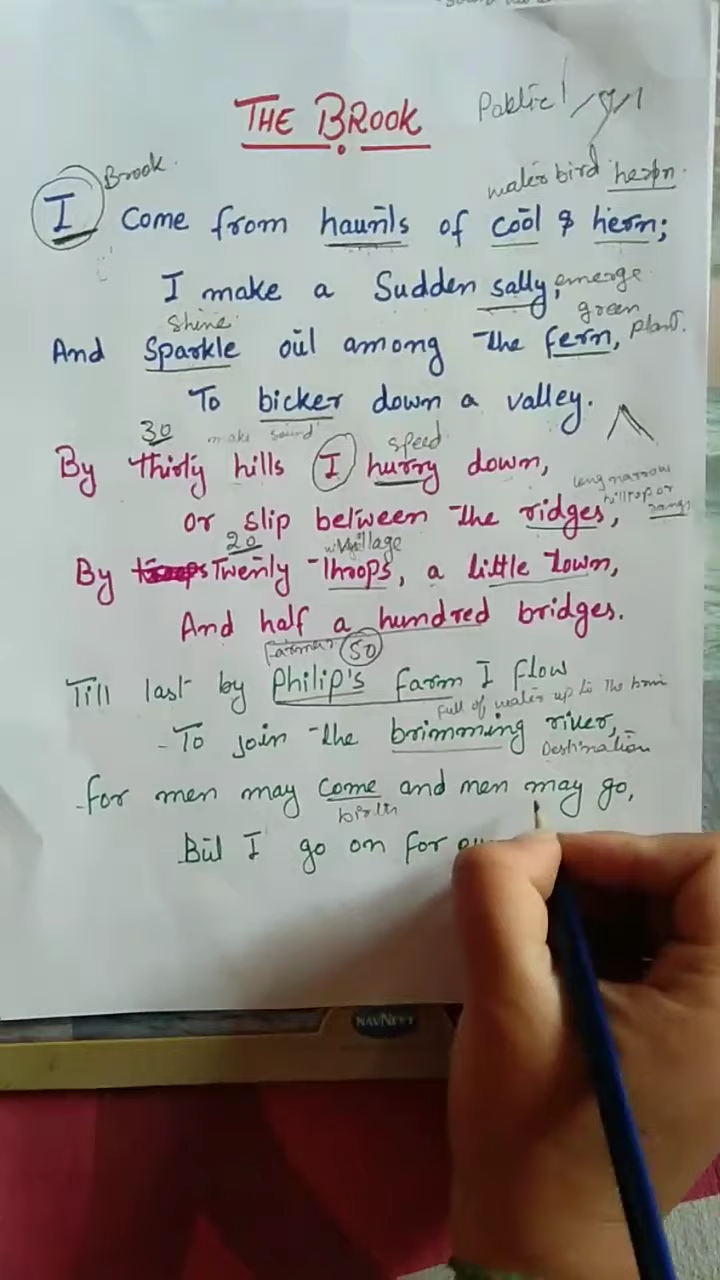 THE BROOK
Brook.
water bird
I come from haunts of cool & hern;
I make a sudden sally, emerge
shine green
And sparkle out among the fern, plant.
To bicker down a valley.
30 make sound speed
By thirty hills I hurry down,
long narrow
hilltop or
range
or slip between the ridges,
20 village
By Twenty throps, a little town,
And half a hundred bridges.
Farmer 50
Till last by Philip's farm I flow
full of water up to the brim
To join the brimming river,
Destination
for men may come and men may go,
birth
But I go on for
NAVNEET